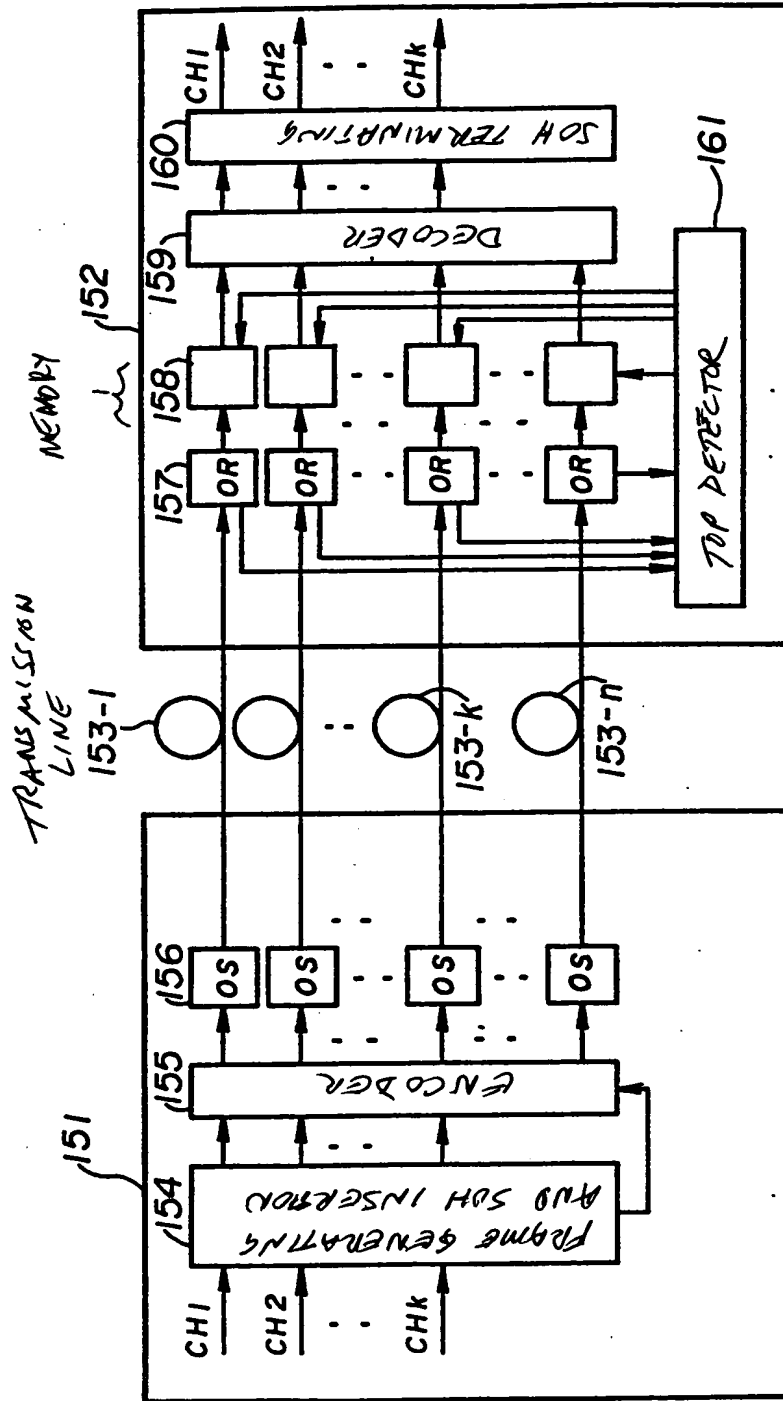 TRANSMISSION
LINE
MEMORY
151
152
153-1
153-k
153-n
154
155
156
157
158
159
160
161
CH1
CH2
CHk
FRAME GENERATING
AND SOH INSERTION
ENCODER
OS
OS
OS
OS
OR
OR
OR
OR
DECODER
SOH TERMINATING
CH1
CH2
CHk
TOP DETECTOR